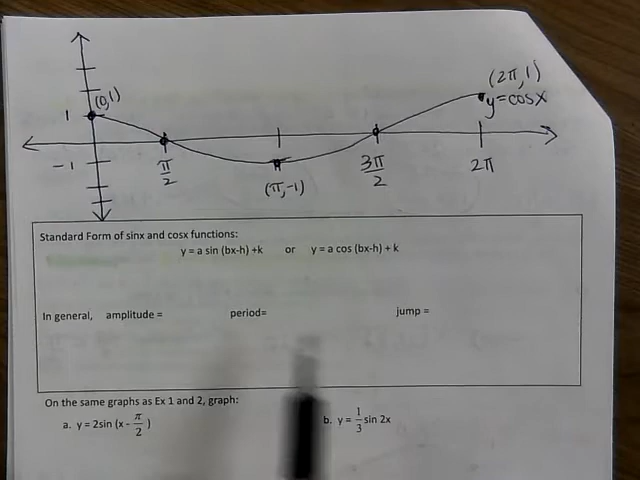 (2π,1)
(0,1)
y=cosx
1
-1
π/2
(π,-1)
3π/2
2π
Standard Form of sinx and cosx functions:
y = a sin (bx-h) +k or y = a cos (bx-h) + k
In general, amplitude = period= jump =
On the same graphs as Ex 1 and 2, graph:
a. y = 2sin (x - π/2 ) b. y = 1/3 sin 2x